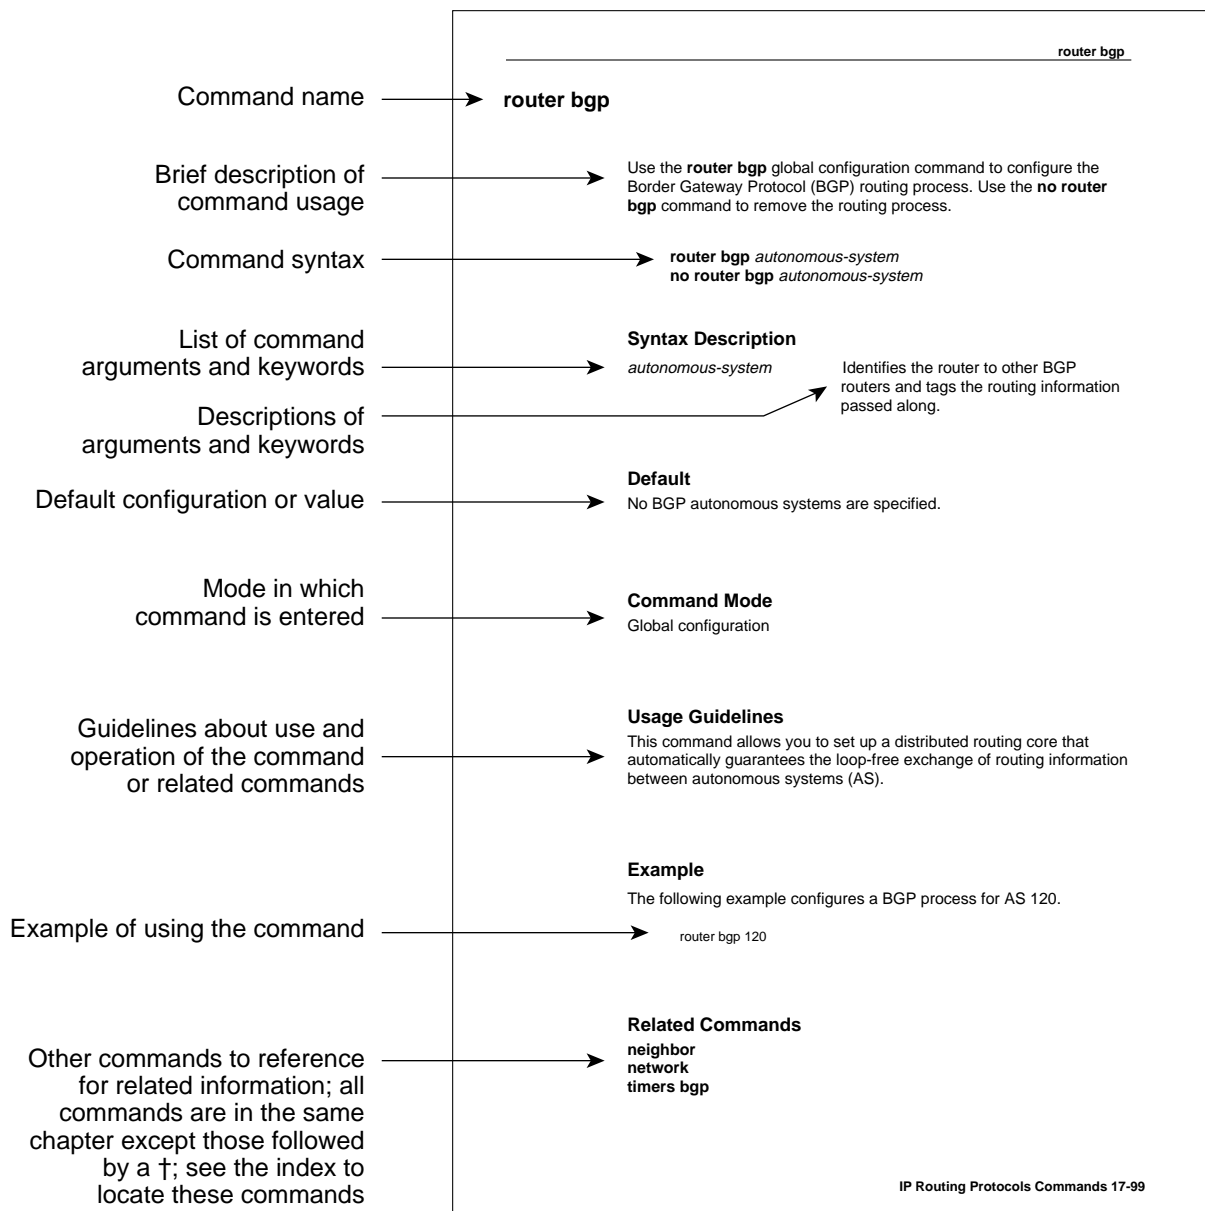 router bgp
Command name
router bgp
Brief description of
command usage
Use the router bgp global configuration command to configure the
Border Gateway Protocol (BGP) routing process. Use the no router
bgp command to remove the routing process.
Command syntax
router bgp autonomous-system
no router bgp autonomous-system
List of command
arguments and keywords
Syntax Description
autonomous-system
Identifies the router to other BGP
routers and tags the routing information
passed along.
Descriptions of
arguments and keywords
Default configuration or value
Default
No BGP autonomous systems are specified.
Mode in which
command is entered
Command Mode
Global configuration
Guidelines about use and
operation of the command
or related commands
Usage Guidelines
This command allows you to set up a distributed routing core that
automatically guarantees the loop-free exchange of routing information
between autonomous systems (AS).
Example
The following example configures a BGP process for AS 120.
Example of using the command
router bgp 120
Related Commands
neighbor
network
timers bgp
Other commands to reference
for related information; all
commands are in the same
chapter except those followed
by a †; see the index to
locate these commands
IP Routing Protocols Commands 17-99